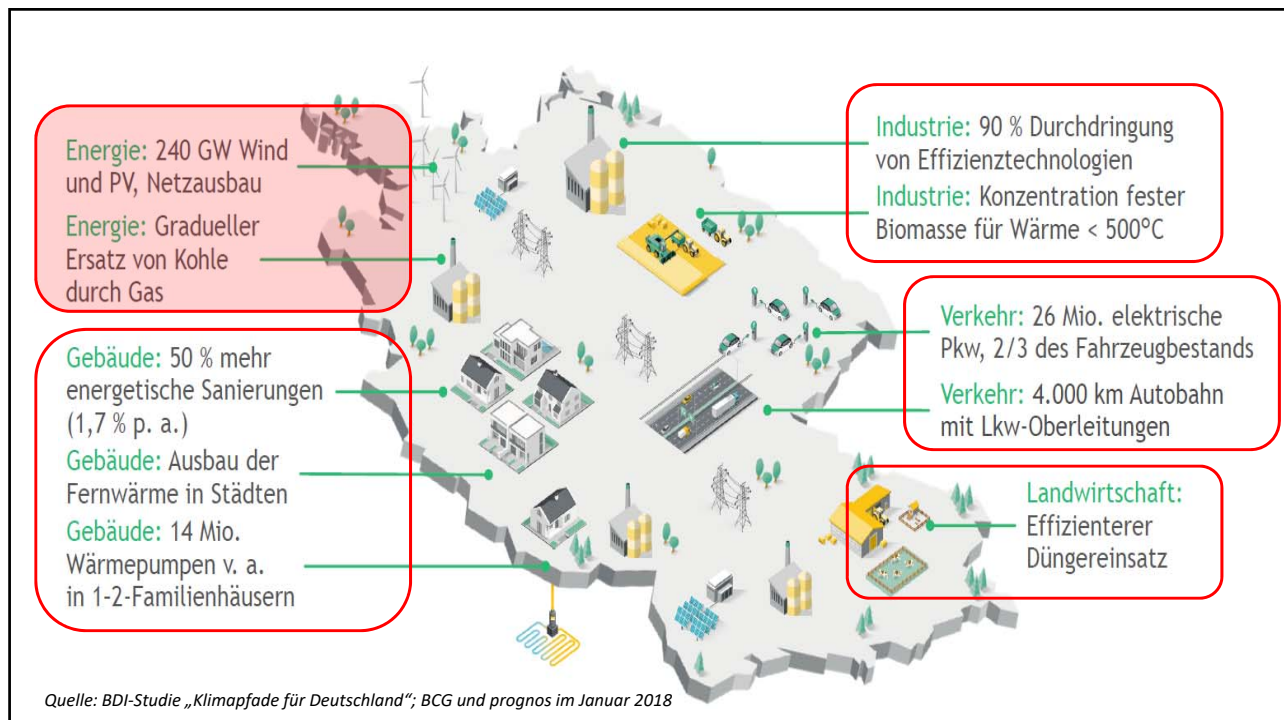 Energie: 240 GW Wind
und PV, Netzausbau
Energie: Gradueller
Ersatz von Kohle
durch Gas
Gebäude: 50 % mehr
energetische Sanierungen
(1,7 % p. a.)
Gebäude: Ausbau der
Fernwärme in Städten
Gebäude: 14 Mio.
Wärmepumpen v. a.
in 1-2-Familienhäusern
Industrie: 90 % Durchdringung
von Effizienztechnologien
Industrie: Konzentration fester
Biomasse für Wärme < 500°C
Verkehr: 26 Mio. elektrische
Pkw, 2/3 des Fahrzeugbestands
Verkehr: 4.000 km Autobahn
mit Lkw-Oberleitungen
Landwirtschaft:
Effizienterer
Düngereinsatz
Quelle: BDI-Studie „Klimapfade für Deutschland“; BCG und prognos im Januar 2018